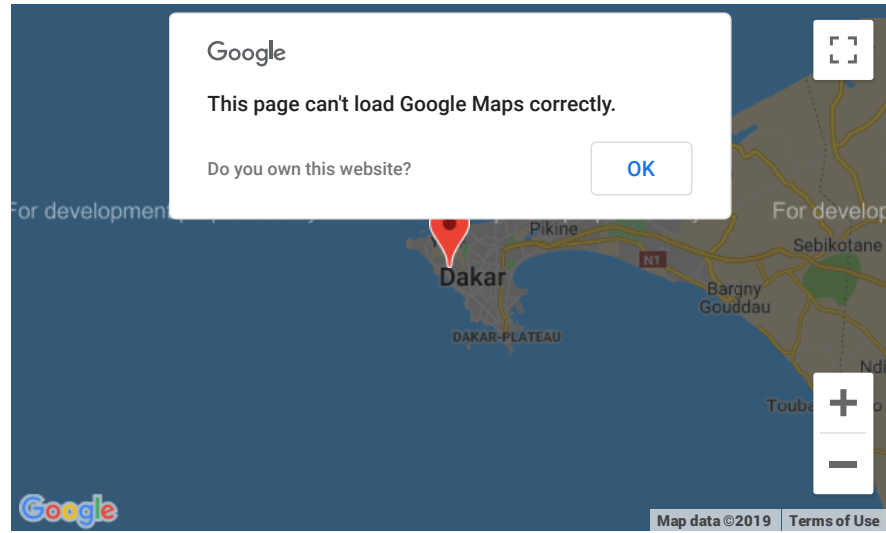 Google
This page can't load Google Maps correctly.
Do you own this website?
OK
For development
For develop
Pikine
Sebikotane
N1
Dakar
Bargny
Gouddau
DAKAR-PLATEAU
Ndi
Touba
Google
Map data ©2019
Terms of Use